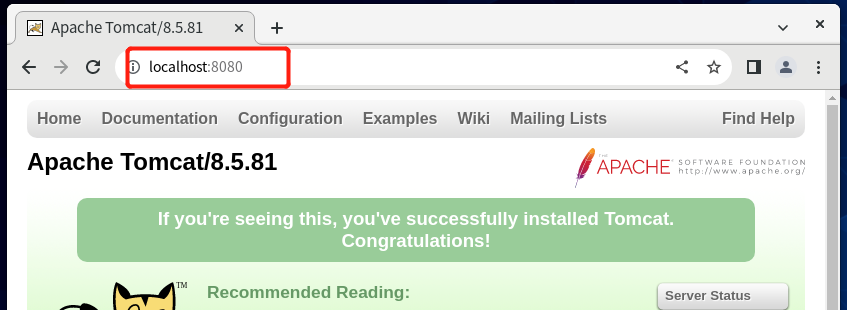 Apache Tomcat/8.5.81
localhost:8080
Home Documentation Configuration Examples Wiki Mailing Lists Find Help
Apache Tomcat/8.5.81
THE APACHE® SOFTWARE FOUNDATION
http://www.apache.org/
If you're seeing this, you've successfully installed Tomcat.
Congratulations!
TM
Recommended Reading:
Server Status